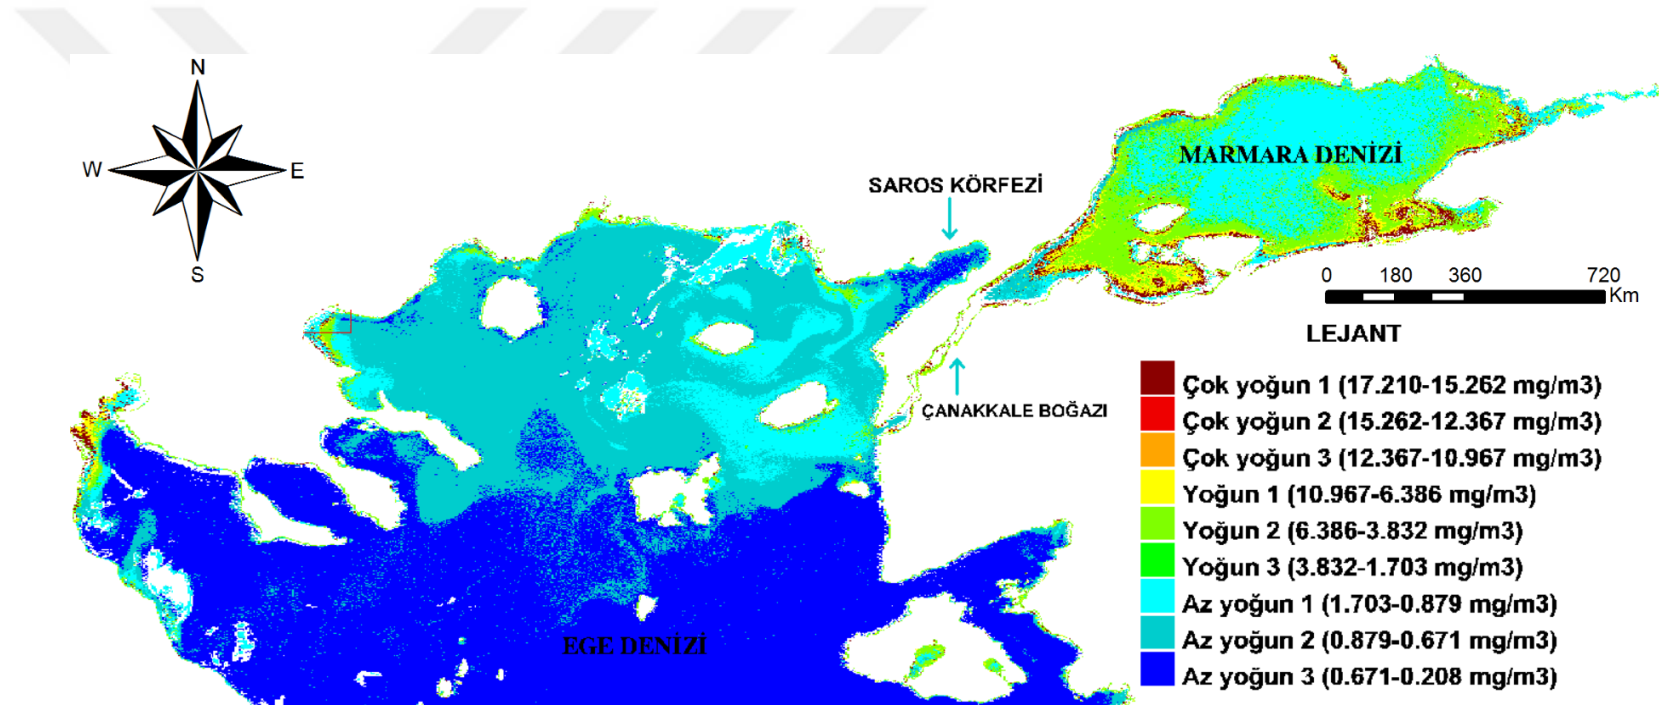 N
W
E
S
MARMARA DENİZİ
SAROS KÖRFEZİ
0 180 360 720
Km
ÇANAKKALE BOĞAZI
EGE DENİZİ
LEJANT
Çok yoğun 1 (17.210-15.262 mg/m3)
Çok yoğun 2 (15.262-12.367 mg/m3)
Çok yoğun 3 (12.367-10.967 mg/m3)
Yoğun 1 (10.967-6.386 mg/m3)
Yoğun 2 (6.386-3.832 mg/m3)
Yoğun 3 (3.832-1.703 mg/m3)
Az yoğun 1 (1.703-0.879 mg/m3)
Az yoğun 2 (0.879-0.671 mg/m3)
Az yoğun 3 (0.671-0.208 mg/m3)